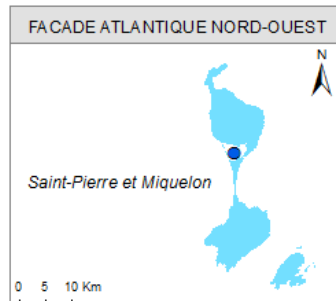 FACADE ATLANTIQUE NORD-OUEST
N
Saint-Pierre et Miquelon
0 5 10 Km